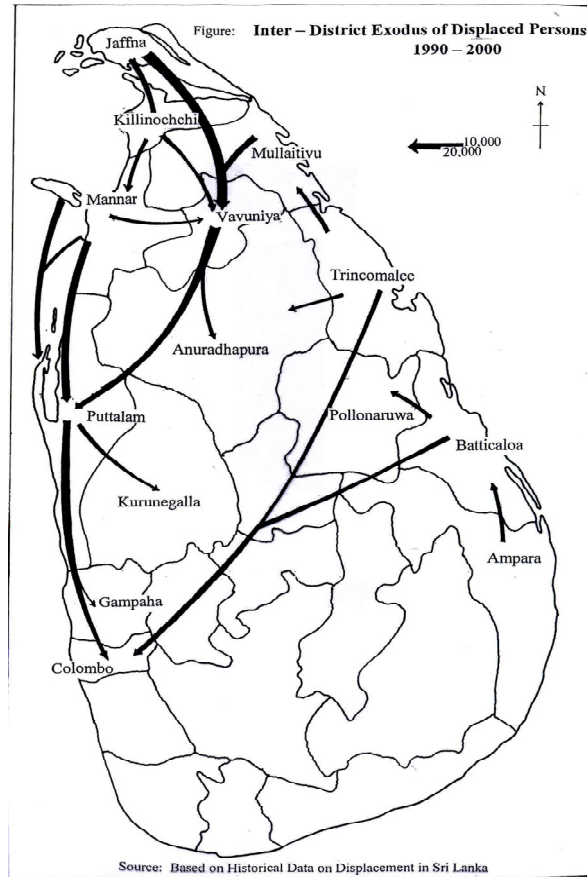 Figure: Inter – District Exodus of Displaced Persons
1990 – 2000
Jaffna
N
Killinochchi
10,000
20,000
Mullaitivu
Mannar
Vavuniya
Trincomalee
Anuradhapura
Puttalam
Pollonaruwa
Batticaloa
Kurunegalla
Ampara
Gampaha
Colombo
Source: Based on Historical Data on Displacement in Sri Lanka